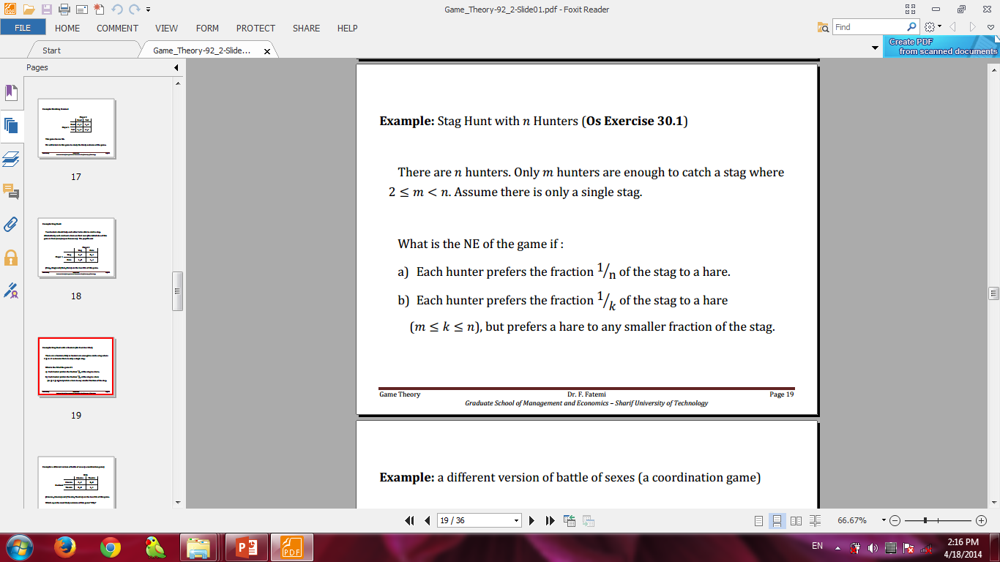 Game_Theory-92_2-Slide01.pdf - Foxit Reader
FILE HOME COMMENT VIEW FORM PROTECT SHARE HELP
Find
Start
Game_Theory-92_2-Slide...
Create PDF
from scanned documents
Pages
17
18
19
Example: Stag Hunt with n Hunters (Os Exercise 30.1)
There are n hunters. Only m hunters are enough to catch a stag where
2 ≤ m < n. Assume there is only a single stag.
What is the NE of the game if :
a) Each hunter prefers the fraction 1/n of the stag to a hare.
b) Each hunter prefers the fraction 1/k of the stag to a hare
(m ≤ k ≤ n), but prefers a hare to any smaller fraction of the stag.
Game Theory Dr. F. Fatemi Page 19
Graduate School of Management and Economics – Sharif University of Technology
Example: a different version of battle of sexes (a coordination game)
19 / 36
66.67%
EN
2:16 PM
4/18/2014